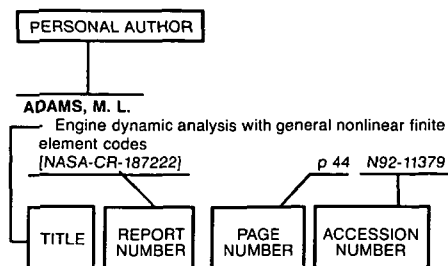 PERSONAL AUTHOR
ADAMS, M. L.
Engine dynamic analysis with general nonlinear finite
element codes
[NASA-CR-187222] p 44 N92-11379
TITLE REPORT NUMBER PAGE NUMBER ACCESSION NUMBER